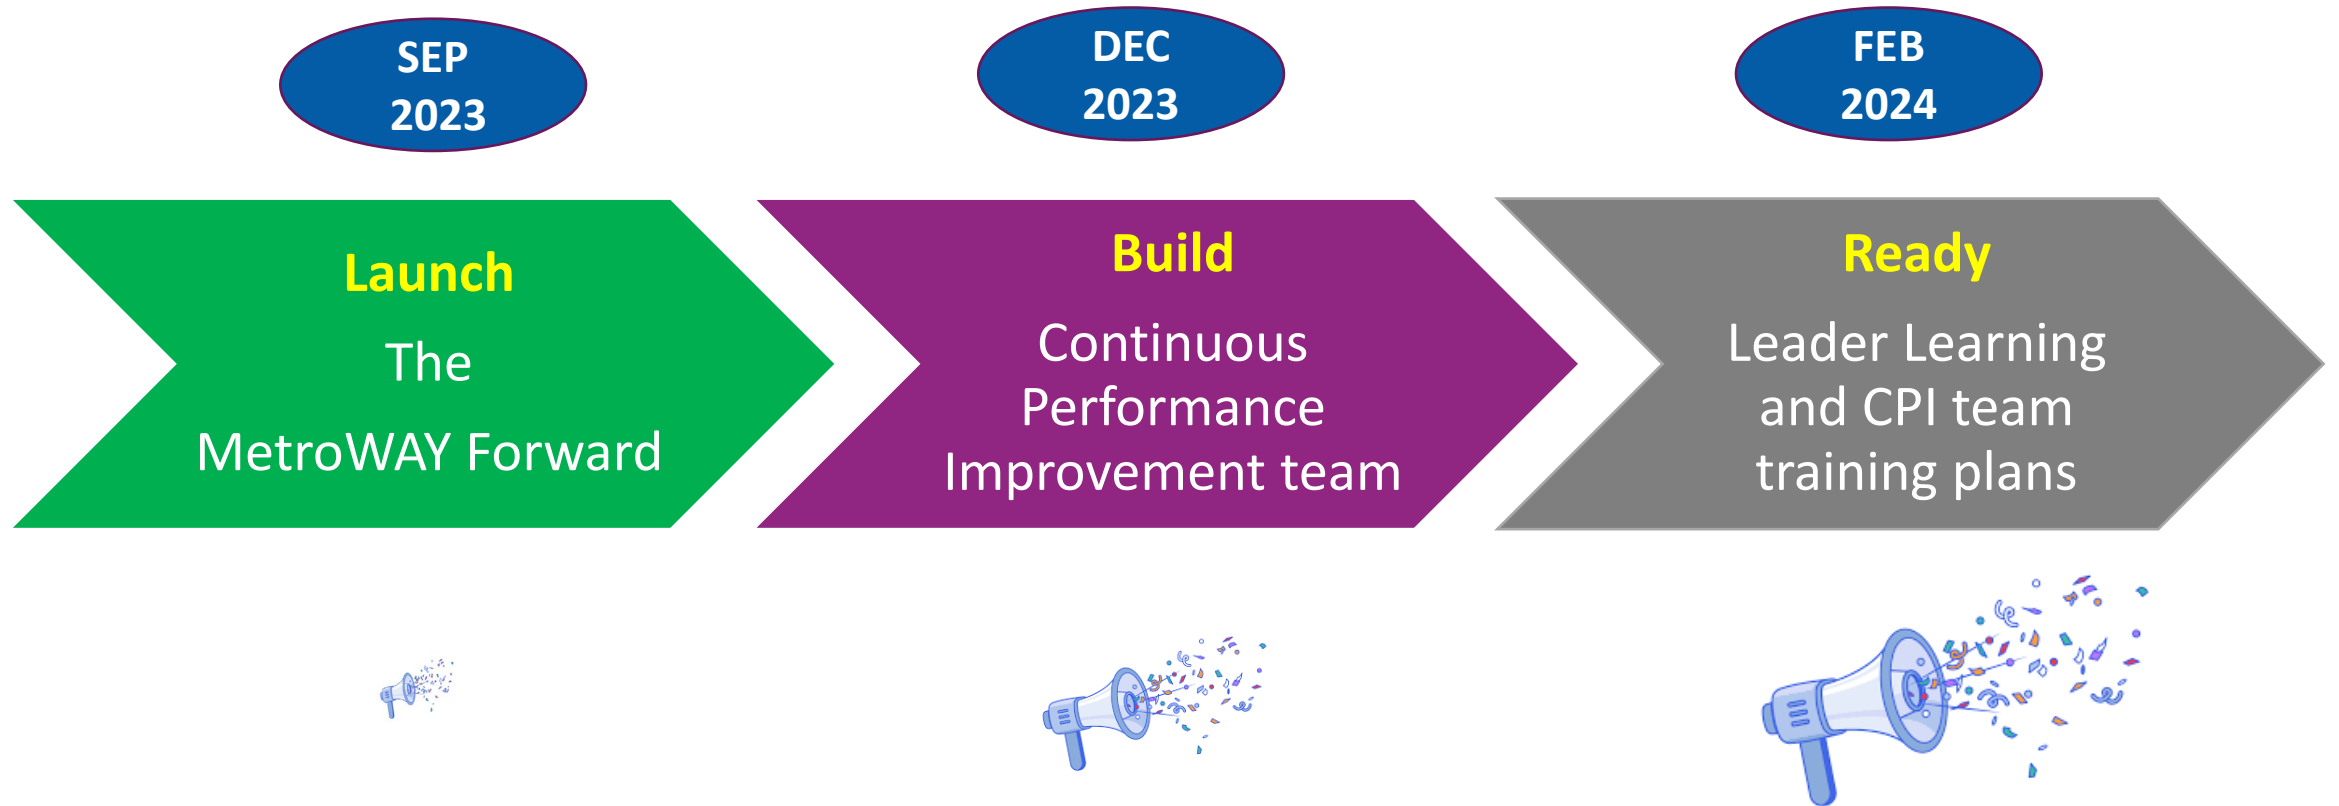 SEP
2023
DEC
2023
FEB
2024
Launch
The
MetroWAY Forward
Build
Continuous
Performance
Improvement team
Ready
Leader Learning
and CPI team
training plans